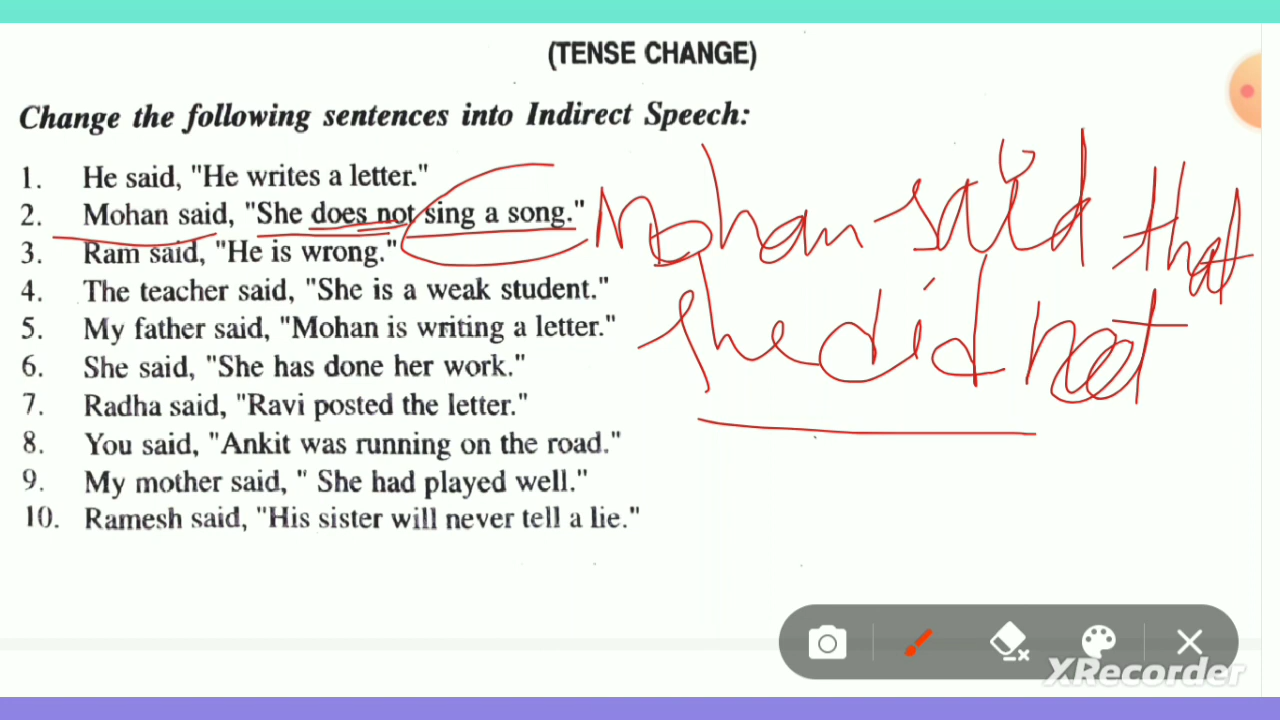 (TENSE CHANGE)
Change the following sentences into Indirect Speech:
1. He said, "He writes a letter."
2. Mohan said, "She does not sing a song."
3. Ram said, "He is wrong."
4. The teacher said, "She is a weak student."
5. My father said, "Mohan is writing a letter."
6. She said, "She has done her work."
7. Radha said, "Ravi posted the letter."
8. You said, "Ankit was running on the road."
9. My mother said, " She had played well."
10. Ramesh said, "His sister will never tell a lie."
Mohan said that
she did not
XRecorder